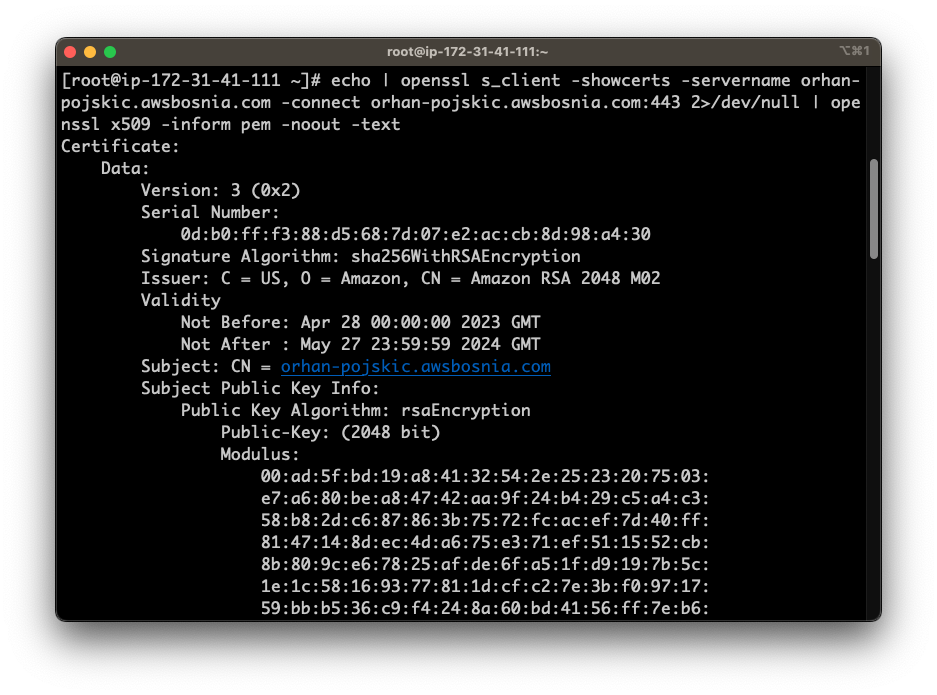 root@ip-172-31-41-111:~
⌥⌘1
[root@ip-172-31-41-111 ~]# echo | openssl s_client -showcerts -servername orhan-
pojskic.awsbosnia.com -connect orhan-pojskic.awsbosnia.com:443 2>/dev/null | ope
nssl x509 -inform pem -noout -text
Certificate:
    Data:
        Version: 3 (0x2)
        Serial Number:
            0d:b0:ff:f3:88:d5:68:7d:07:e2:ac:cb:8d:98:a4:30
        Signature Algorithm: sha256WithRSAEncryption
        Issuer: C = US, O = Amazon, CN = Amazon RSA 2048 M02
        Validity
            Not Before: Apr 28 00:00:00 2023 GMT
            Not After : May 27 23:59:59 2024 GMT
        Subject: CN = orhan-pojskic.awsbosnia.com
        Subject Public Key Info:
            Public Key Algorithm: rsaEncryption
                Public-Key: (2048 bit)
                Modulus:
                    00:ad:5f:bd:19:a8:41:32:54:2e:25:23:20:75:03:
                    e7:a6:80:be:a8:47:42:aa:9f:24:b4:29:c5:a4:c3:
                    58:b8:2d:c6:87:86:3b:75:72:fc:ac:ef:7d:40:ff:
                    81:47:14:8d:ec:4d:a6:75:e3:71:ef:51:15:52:cb:
                    8b:80:9c:e6:78:25:af:de:6f:a5:1f:d9:19:7b:5c:
                    1e:1c:58:16:93:77:81:1d:cf:c2:7e:3b:f0:97:17:
                    59:bb:b5:36:c9:f4:24:8a:60:bd:41:56:ff:7e:b6: